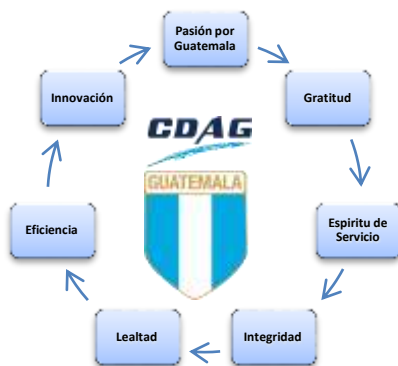 Pasión por
Guatemala
Gratitud
Espiritu de
Servicio
Integridad
Lealtad
Eficiencia
Innovación
CDAG
GUATEMALA